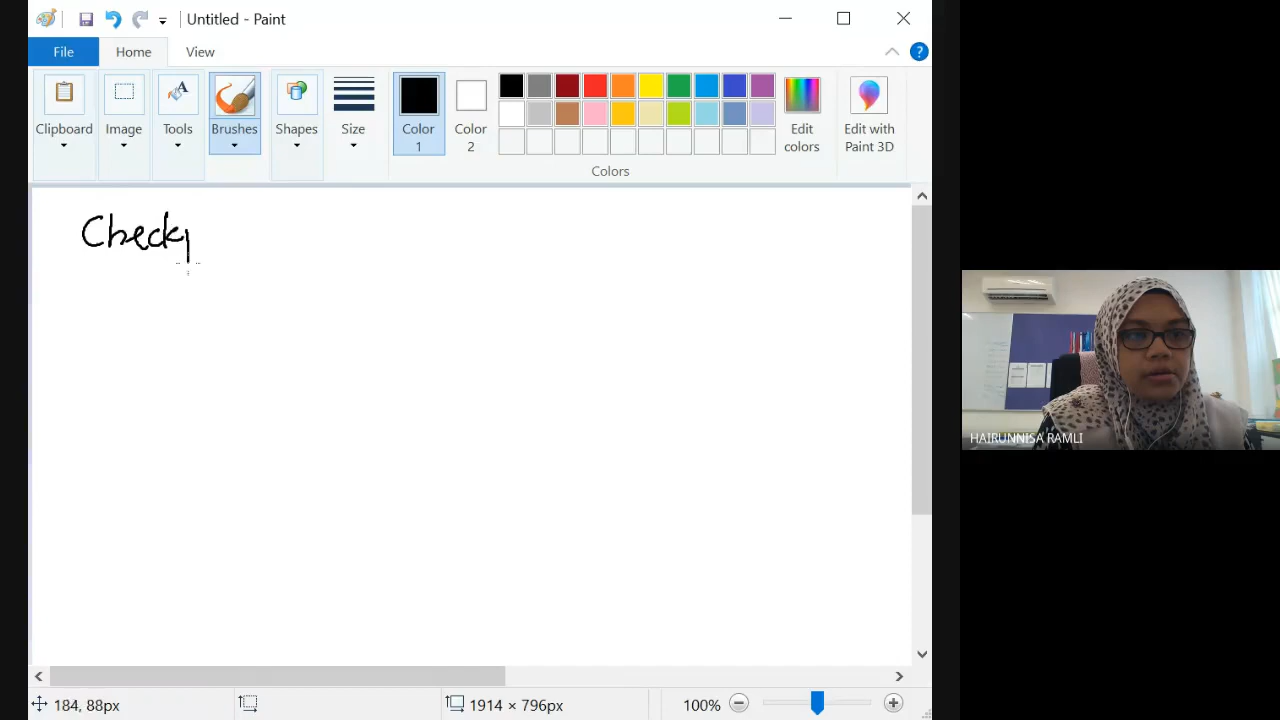 Untitled - Paint
File Home View
Clipboard Image Tools Brushes Shapes Size Color 1 Color 2 Edit colors Edit with Paint 3D
Colors
Check
HAIRUNNISA RAMLI
184, 88px 1914 × 796px 100%